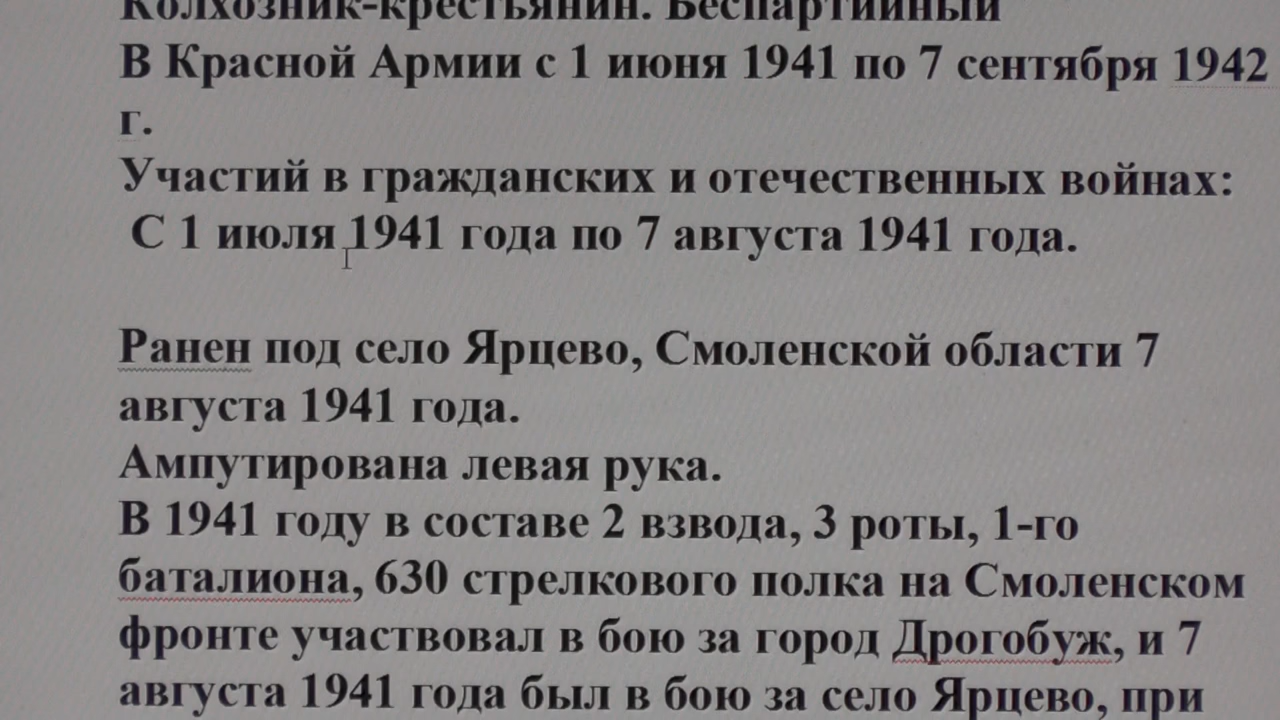 Колхозник-крестьянин. Беспартийный
В Красной Армии с 1 июня 1941 по 7 сентября 1942
г.
Участий в гражданских и отечественных войнах:
С 1 июля 1941 года по 7 августа 1941 года.
Ранен под село Ярцево, Смоленской области 7
августа 1941 года.
Ампутирована левая рука.
В 1941 году в составе 2 взвода, 3 роты, 1-го
баталиона, 630 стрелкового полка на Смоленском
фронте участвовал в бою за город Дрогобуж, и 7
августа 1941 года был в бою за село Ярцево, при